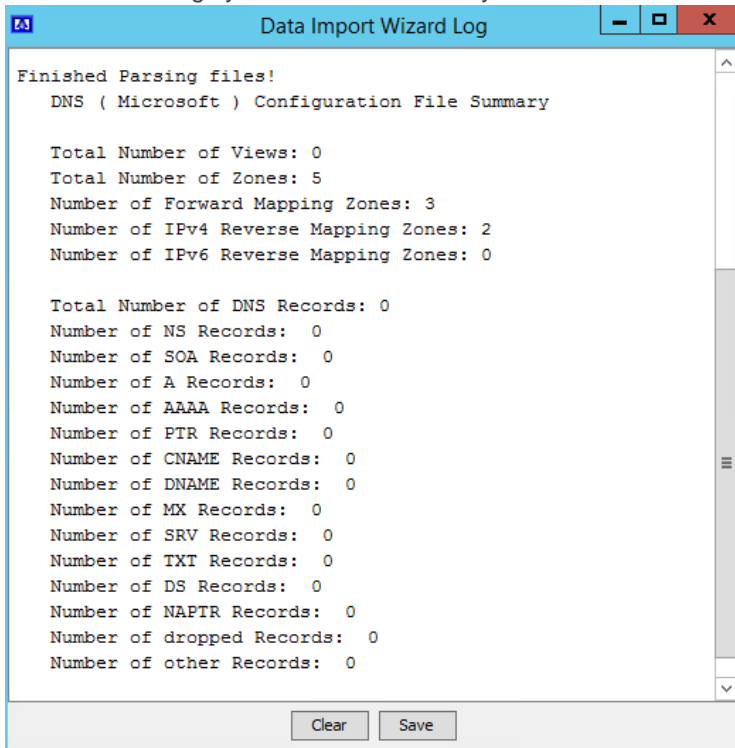 Data Import Wizard Log
Finished Parsing files!
DNS ( Microsoft ) Configuration File Summary
Total Number of Views: 0
Total Number of Zones: 5
Number of Forward Mapping Zones: 3
Number of IPv4 Reverse Mapping Zones: 2
Number of IPv6 Reverse Mapping Zones: 0
Total Number of DNS Records: 0
Number of NS Records:  0
Number of SOA Records:  0
Number of A Records:  0
Number of AAAA Records:  0
Number of PTR Records:  0
Number of CNAME Records:  0
Number of DNAME Records:  0
Number of MX Records:  0
Number of SRV Records:  0
Number of TXT Records:  0
Number of DS Records:  0
Number of NAPTR Records:  0
Number of dropped Records:  0
Number of other Records:  0
Clear Save